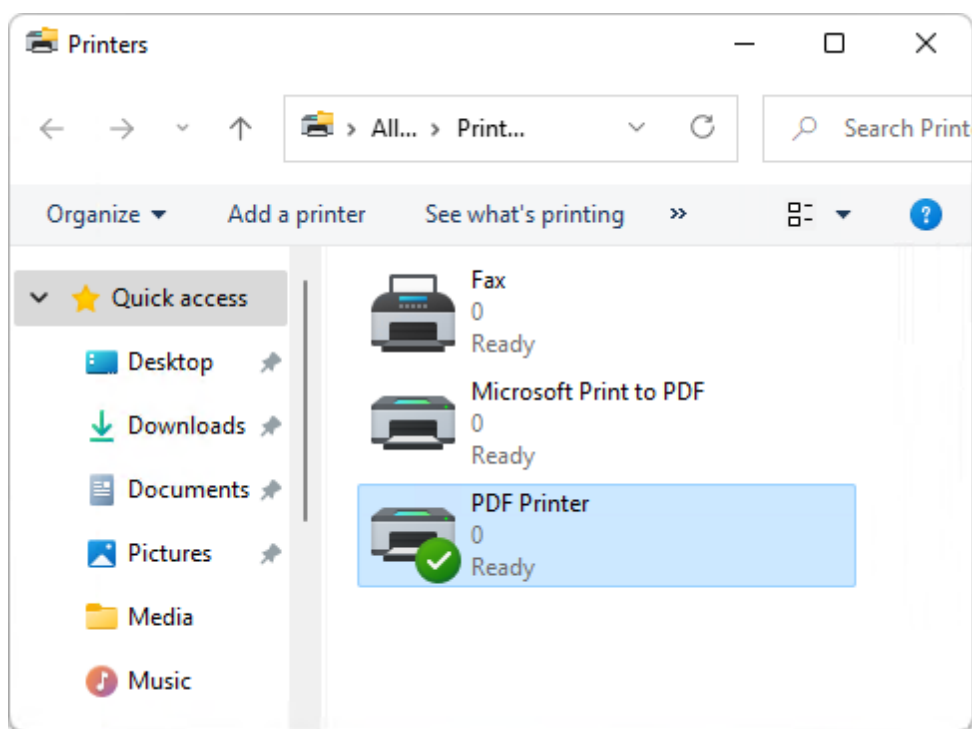 Printers
All... > Print...
Search Print
Organize
Add a printer
See what's printing
»
?
Quick access
Desktop
Downloads
Documents
Pictures
Media
Music
Fax
0
Ready
Microsoft Print to PDF
0
Ready
PDF Printer
0
Ready